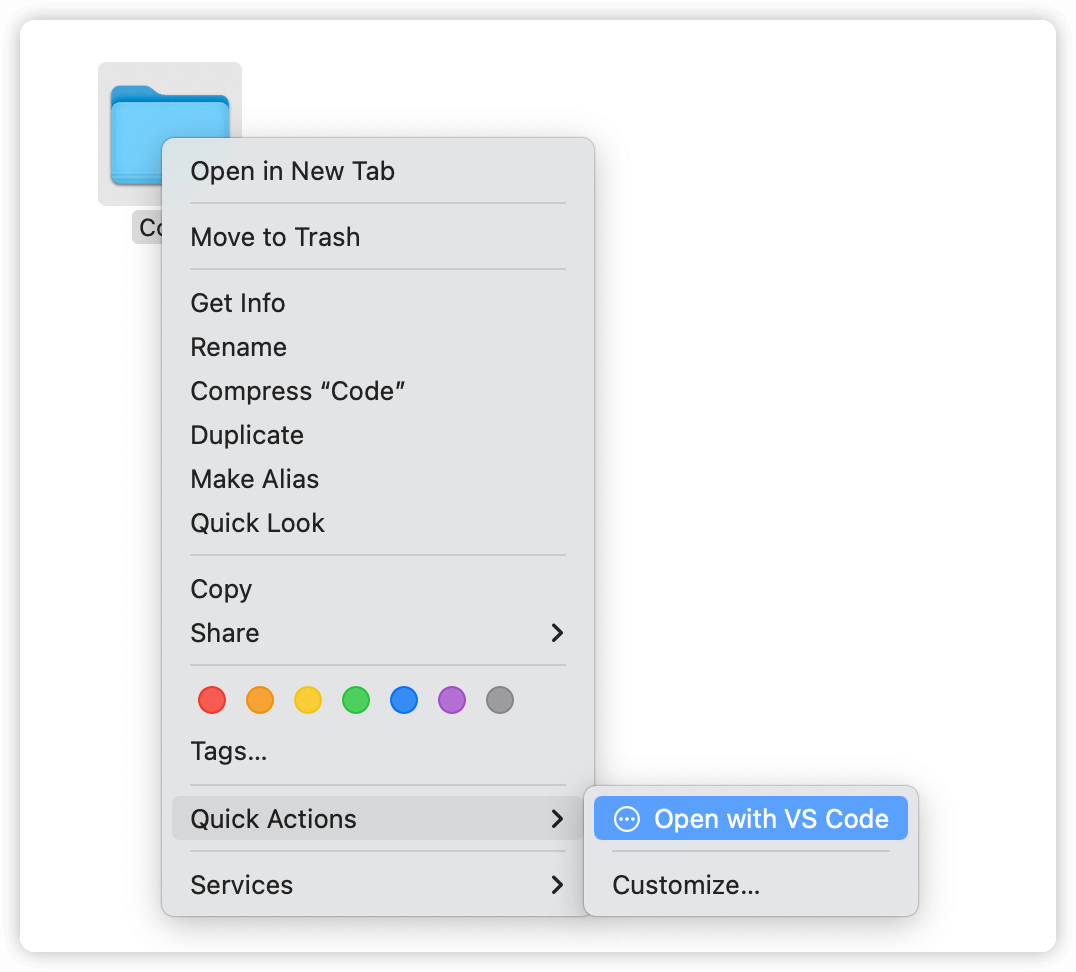 Open in New Tab
Move to Trash
Get Info
Rename
Compress “Code”
Duplicate
Make Alias
Quick Look
Copy
Share
Tags...
Quick Actions
Open with VS Code
Services
Customize...